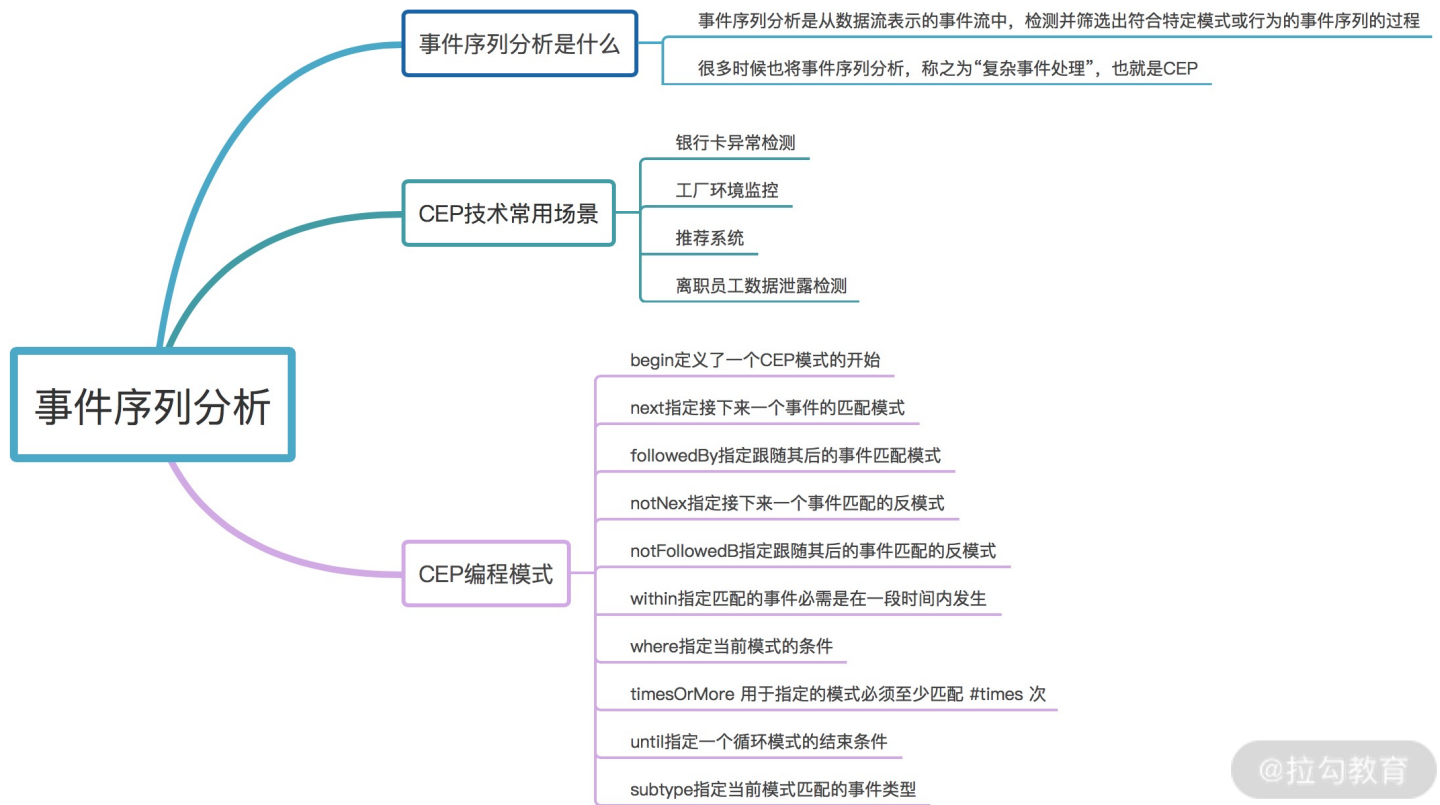 事件序列分析是什么
事件序列分析是从数据流表示的事件流中，检测并筛选出符合特定模式或行为的事件序列的过程
很多时候也将事件序列分析，称之为“复杂事件处理”，也就是CEP
CEP技术常用场景
银行卡异常检测
工厂环境监控
推荐系统
离职员工数据泄露检测
事件序列分析
CEP编程模式
begin定义了一个CEP模式的开始
next指定接下来一个事件的匹配模式
followedBy指定跟随其后的事件匹配模式
notNex指定接下来一个事件匹配的反模式
notFollowedB指定跟随其后的事件匹配的反模式
within指定匹配的事件必需是在一段时间内发生
where指定当前模式的条件
timesOrMore 用于指定的模式必须至少匹配 #times 次
until指定一个循环模式的结束条件
subtype指定当前模式匹配的事件类型
@拉勾教育